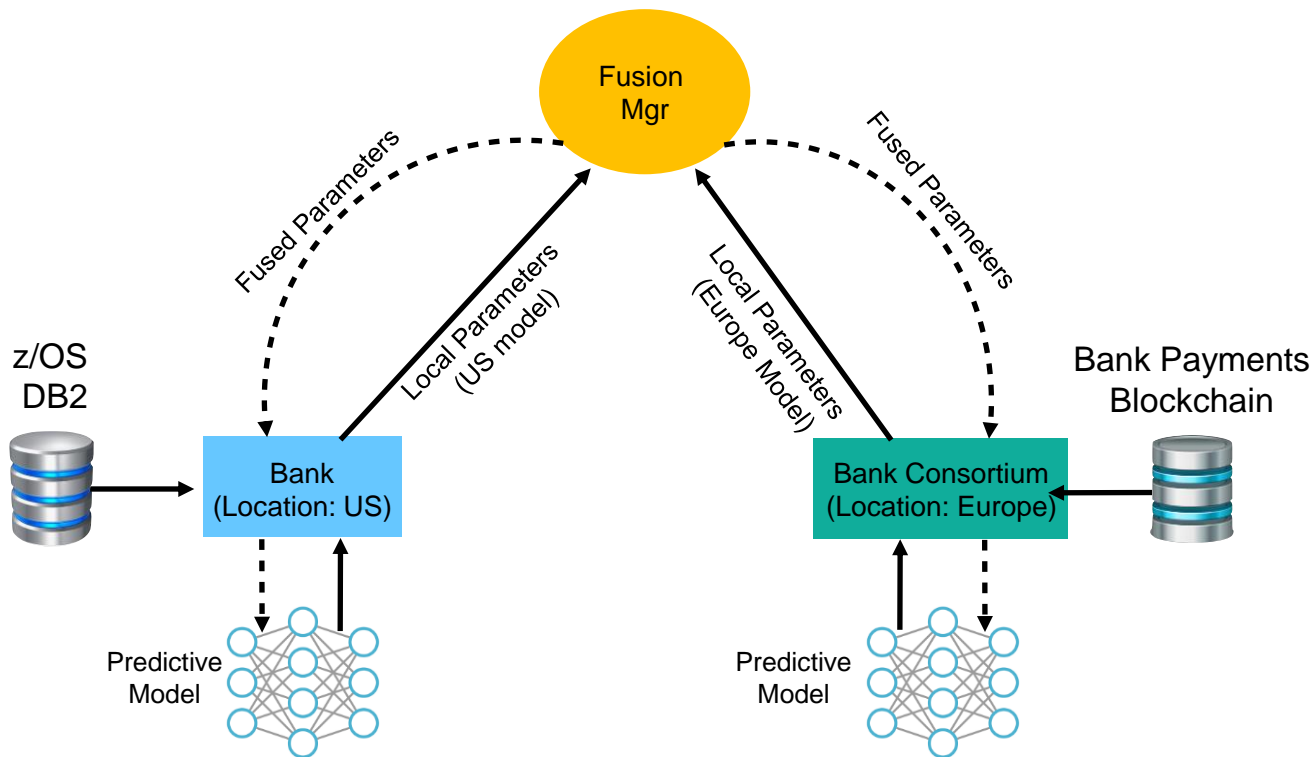 Fusion
Mgr
Fused Parameters
Fused Parameters
Local Parameters
(US model)
Local Parameters
(Europe Model)
z/OS
DB2
Bank Payments
Blockchain
Bank
(Location: US)
Bank Consortium
(Location: Europe)
Predictive
Model
Predictive
Model